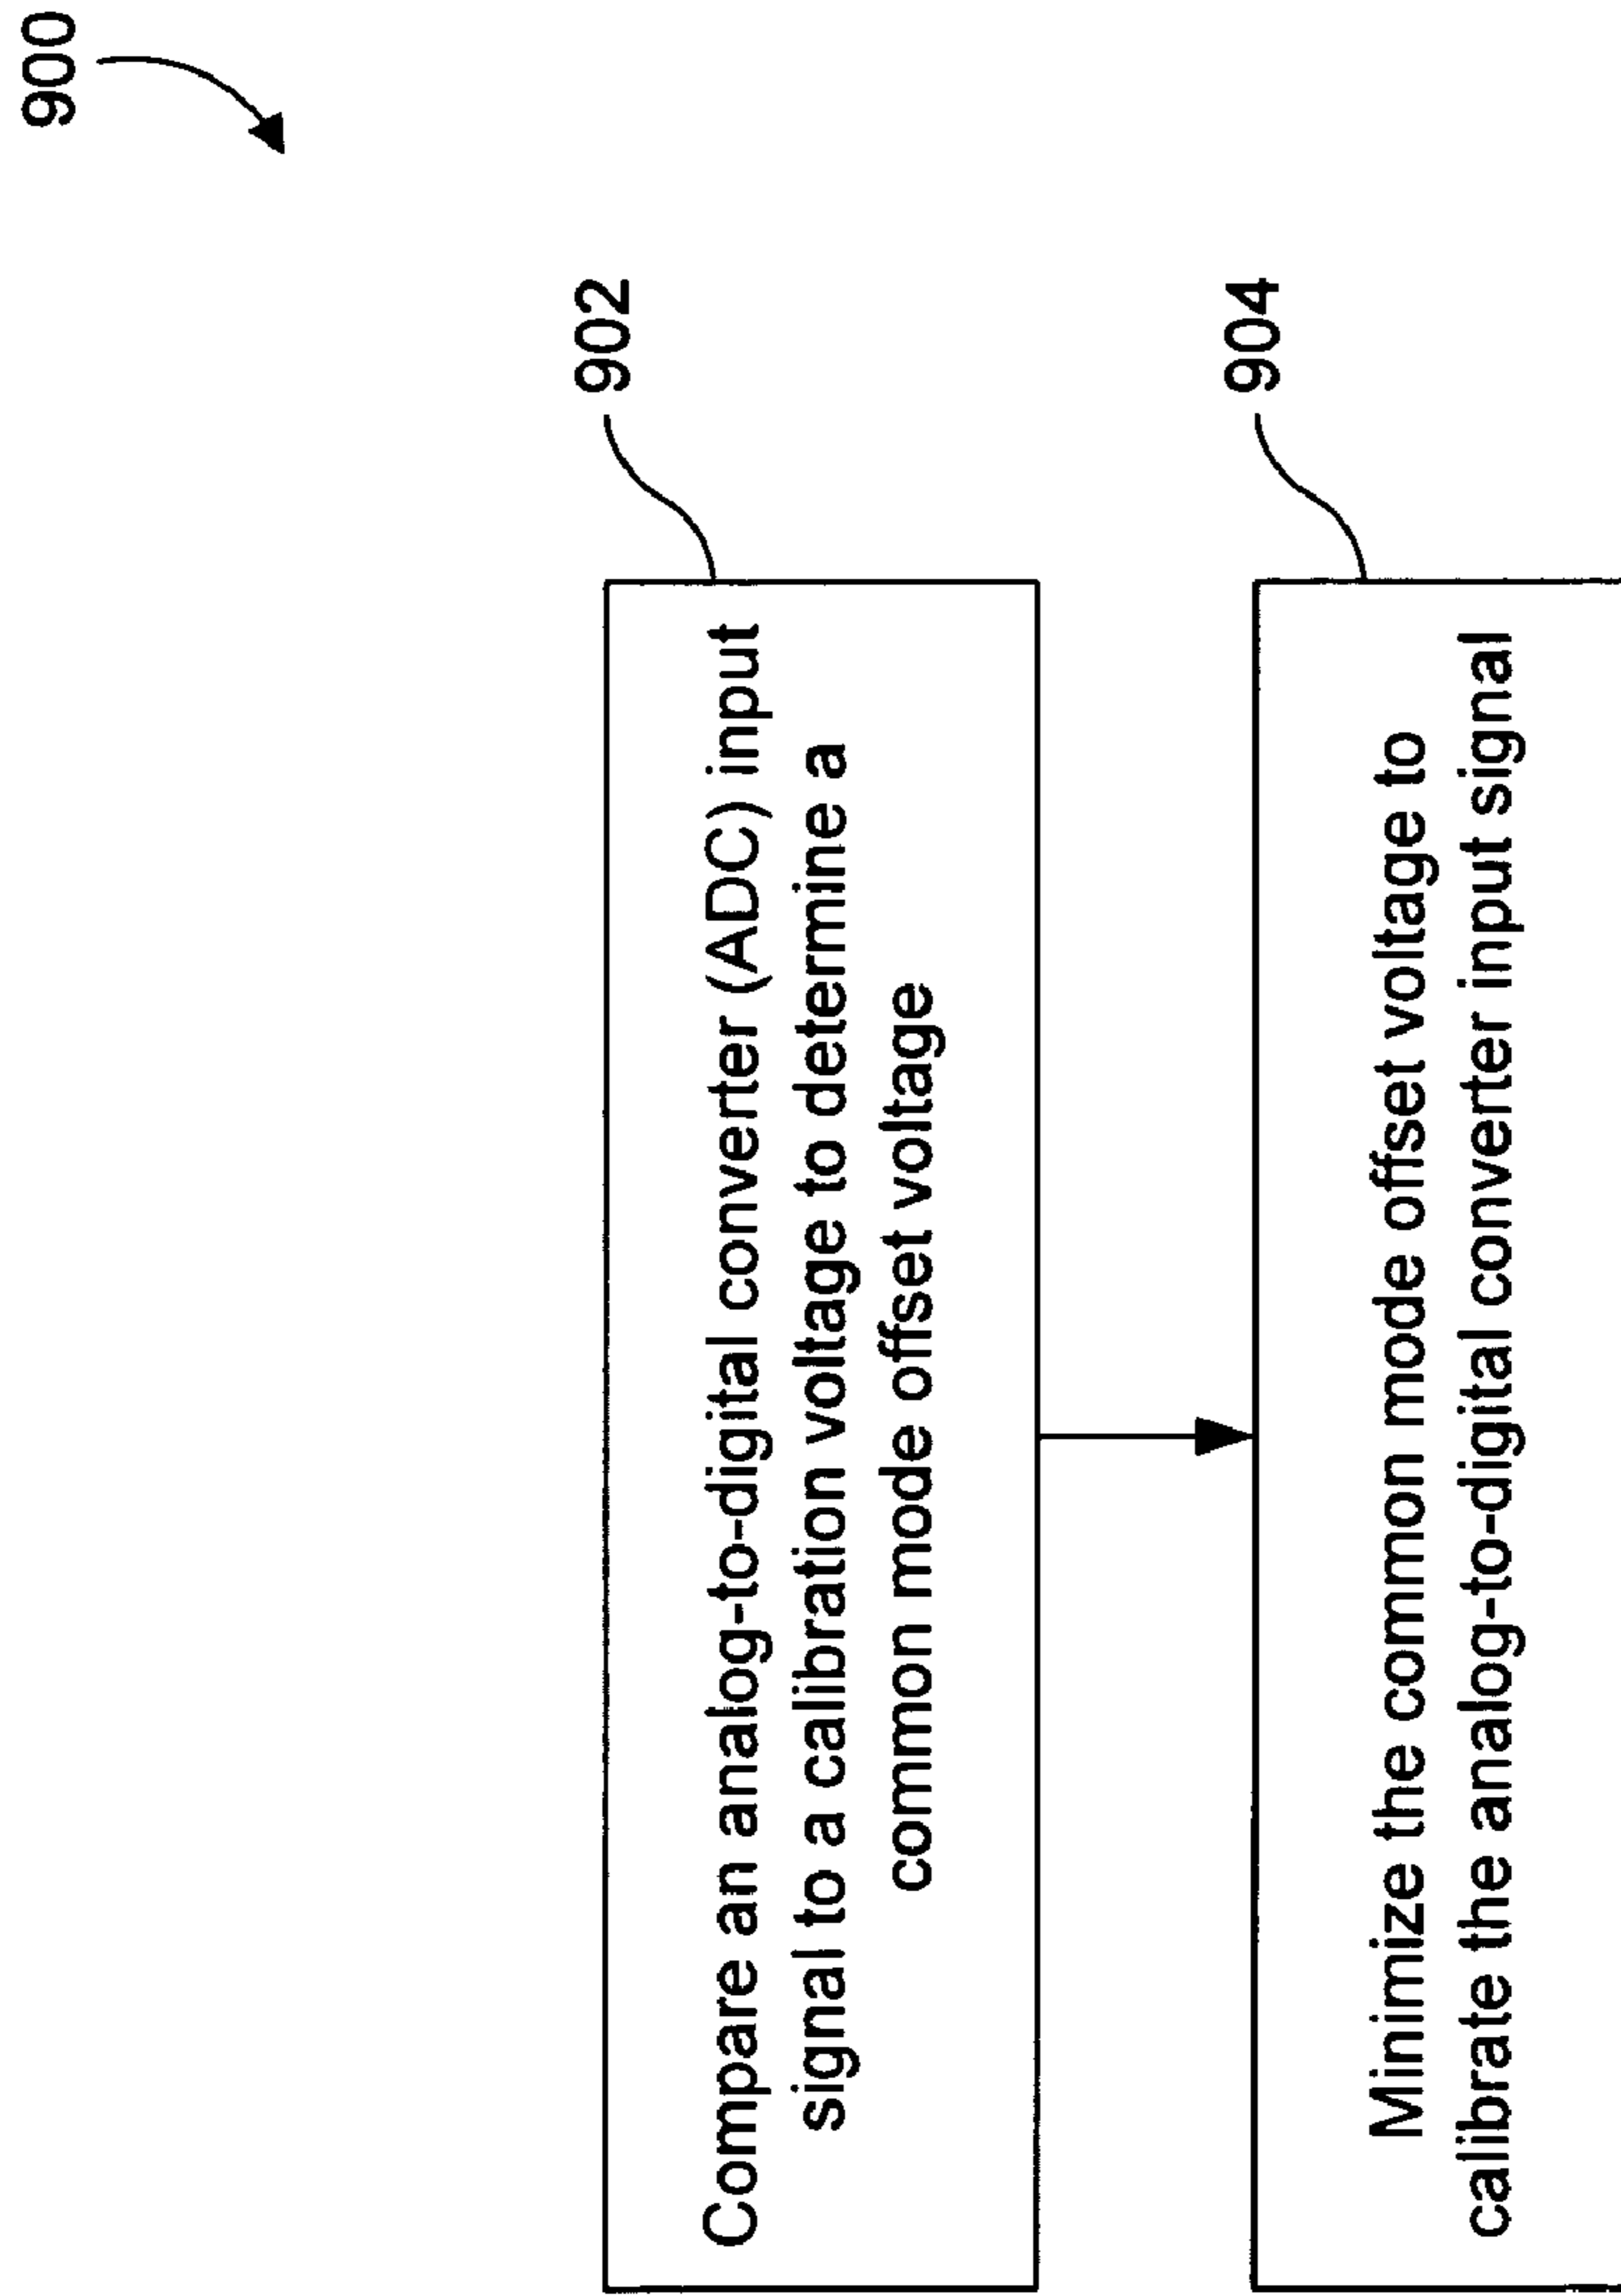 900
902
Compare an analog-to-digital converter (ADC) input
signal to a calibration voltage to determine a
common mode offset voltage
904
Minimize the common mode offset voltage to
calibrate the analog-to-digital converter input signal